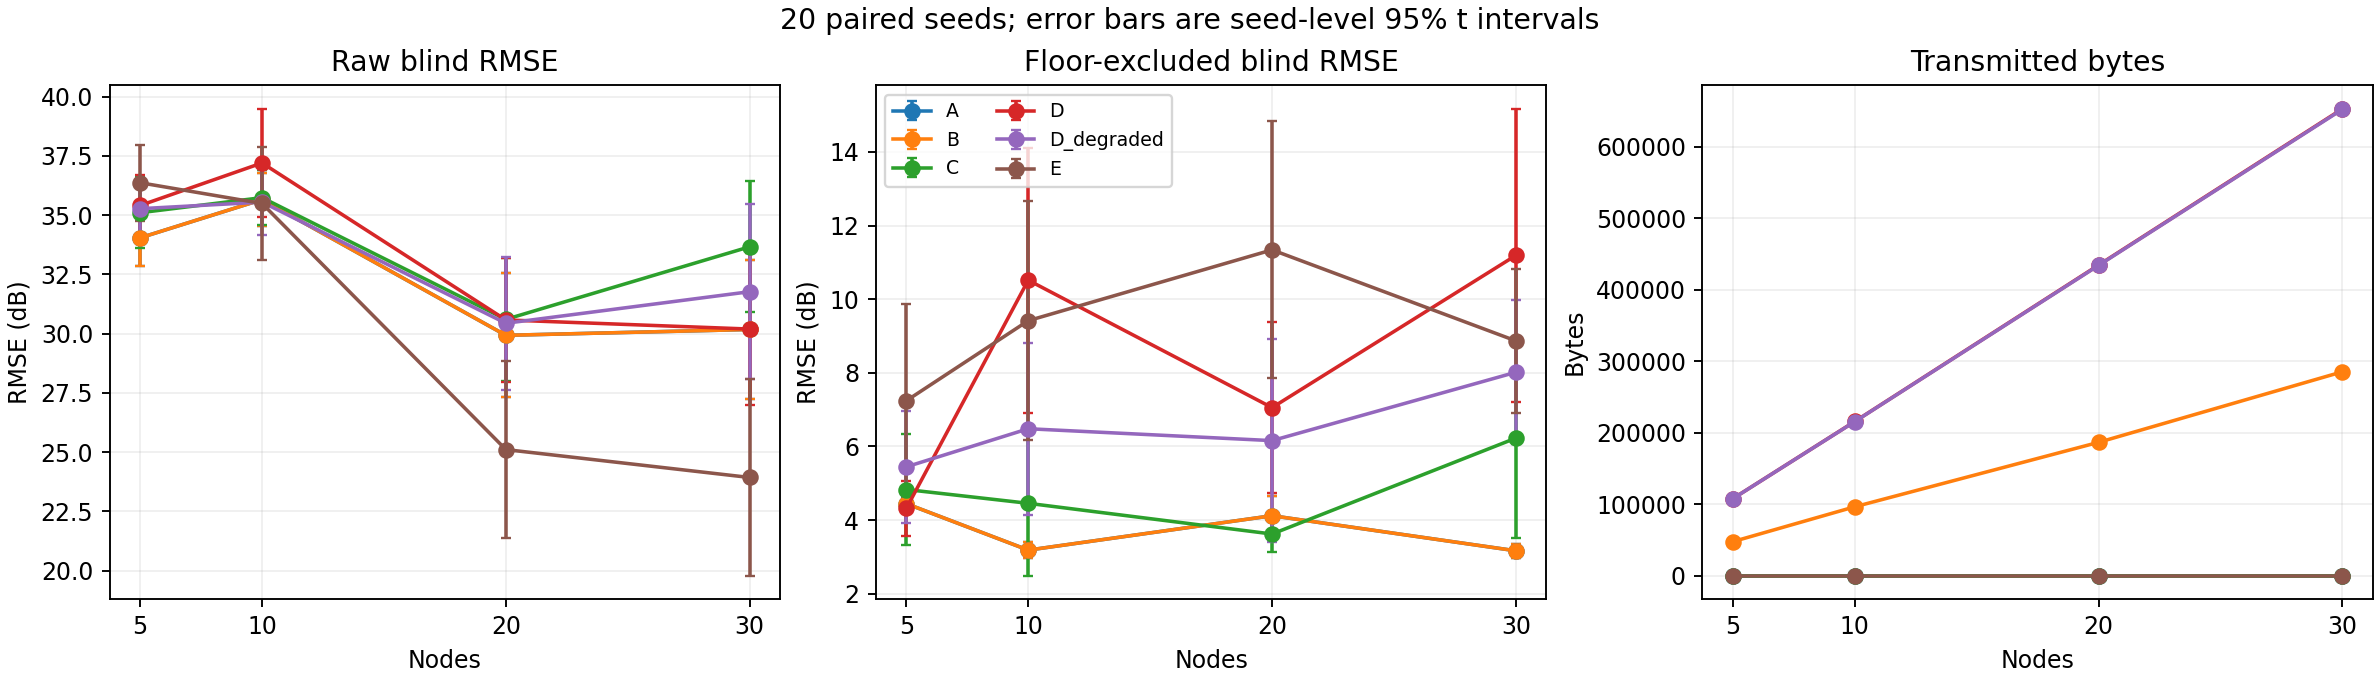 20 paired seeds; error bars are seed-level 95% t intervals
Raw blind RMSE
RMSE (dB)
40.0
37.5
35.0
32.5
30.0
27.5
25.0
22.5
20.0
5 10 20 30
Nodes
Floor-excluded blind RMSE
A
B
C
D
D_degraded
E
RMSE (dB)
14
12
10
8
6
4
2
5 10 20 30
Nodes
Transmitted bytes
Bytes
600000
500000
400000
300000
200000
100000
0
5 10 20 30
Nodes